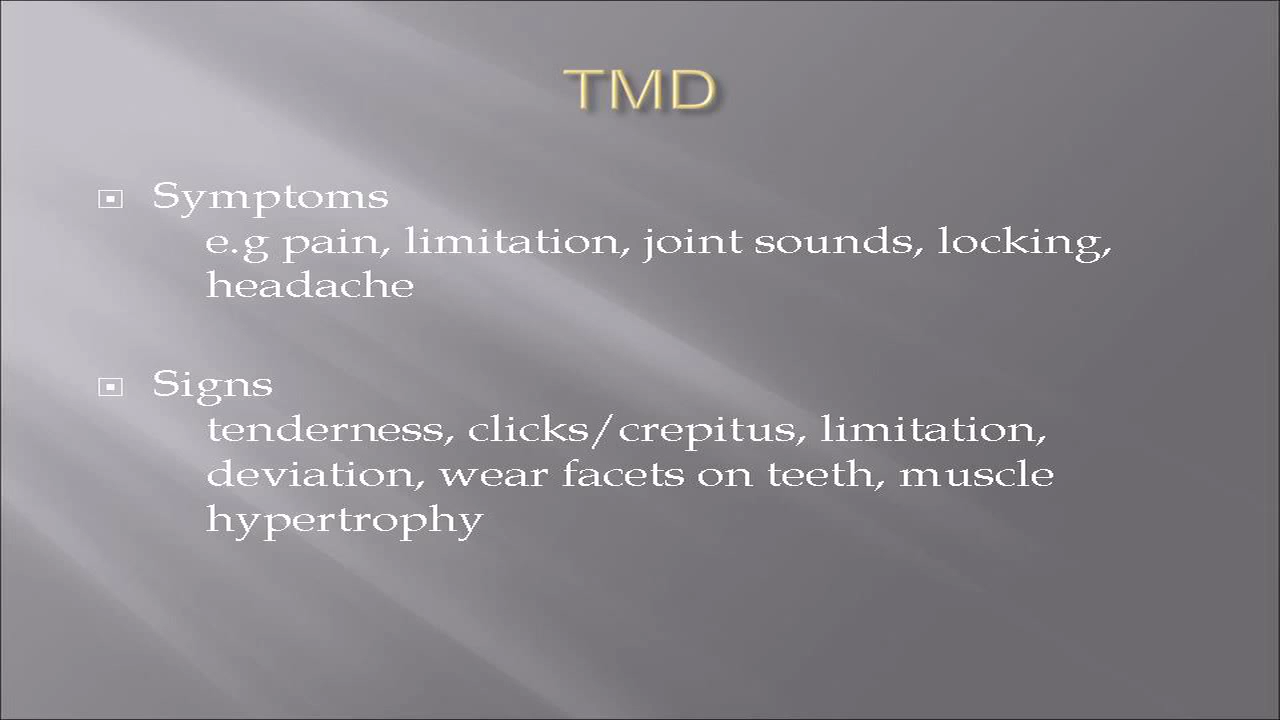 TMD
Symptoms
e.g pain, limitation, joint sounds, locking,
headache
Signs
tenderness, clicks/crepitus, limitation,
deviation, wear facets on teeth, muscle
hypertrophy